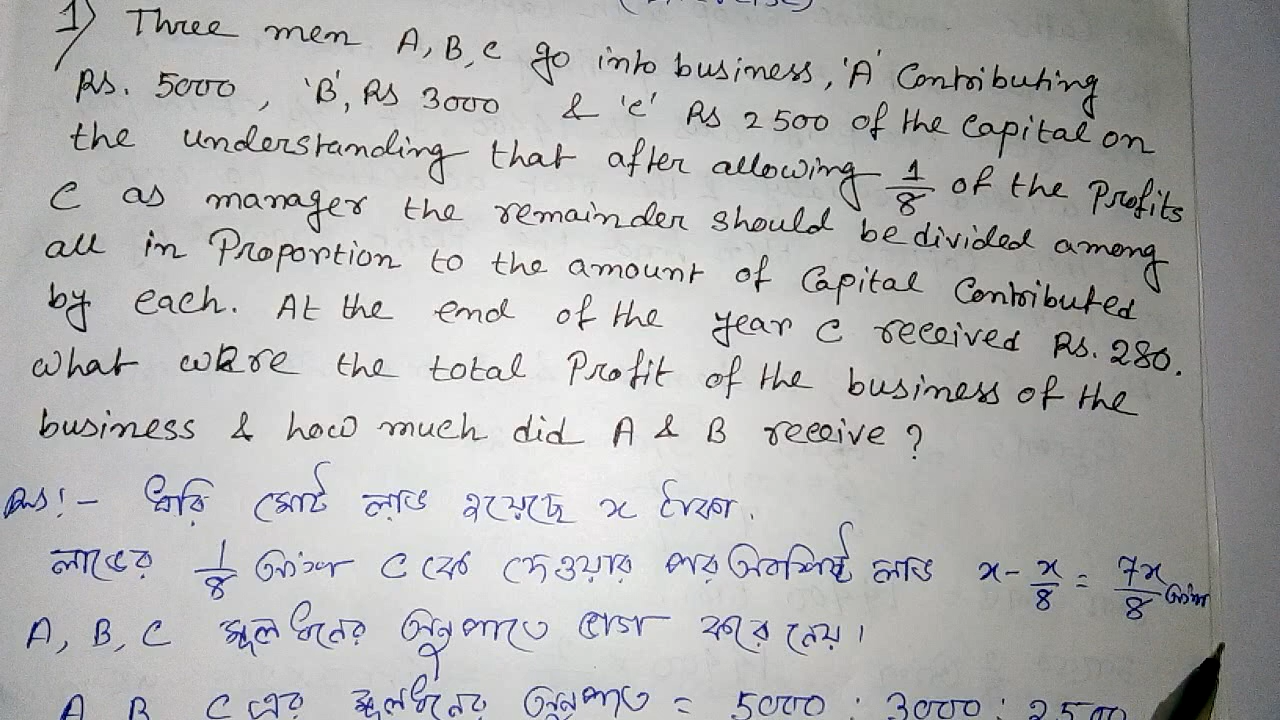 1) Three men A, B, C go into business, 'A' Contributing
Rs. 5000, 'B', Rs 3000 & 'c' Rs 2500 of the Capital on
the understanding that after allowing 1/8 of the Profits
C as manager the remainder should be divided among
all in Proportion to the amount of Capital Contributed
by each. At the end of the year C received Rs. 280.
What were the total Profit of the business of the
business & how much did A & B receive?
Ans:- ধরি মোট লাভ হয়েছে x টাকা.
লাভের 1/8 অংশ C কে দেওয়ার পর অবশিষ্ট লাভ x - x/8 = 7x/8 অংশ
A, B, C মূলধনের অনুপাতে ভাগ করে নেয়।
A B C এর মূলধনের অনুপাত = 5000 : 3000 : 2500